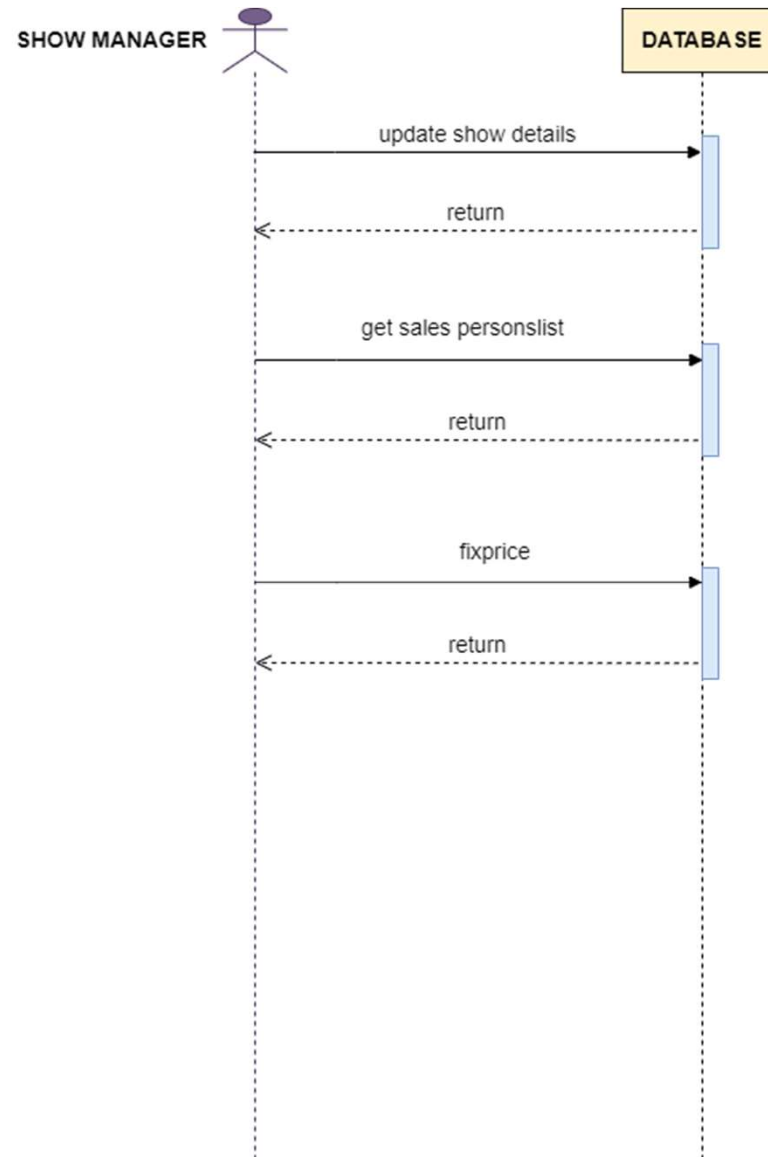 SHOW MANAGER
DATABASE
update show details
return
get sales personslist
return
fixprice
return